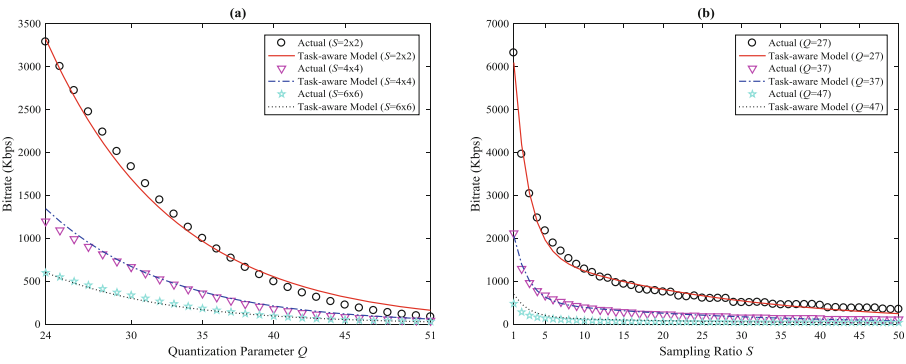 (a)
3500
3000
2500
2000
1500
1000
500
0
24
30
35
40
45
51
Bitrate (Kbps)
Quantization Parameter Q
Actual (S=2x2)
Task-aware Model (S=2x2)
Actual (S=4x4)
Task-aware Model (S=4x4)
Actual (S=6x6)
Task-aware Model (S=6x6)
(b)
7000
6000
5000
4000
3000
2000
1000
0
1
5
10
15
20
25
30
35
40
45
50
Bitrate (Kbps)
Sampling Ratio S
Actual (Q=27)
Task-aware Model (Q=27)
Actual (Q=37)
Task-aware Model (Q=37)
Actual (Q=47)
Task-aware Model (Q=47)